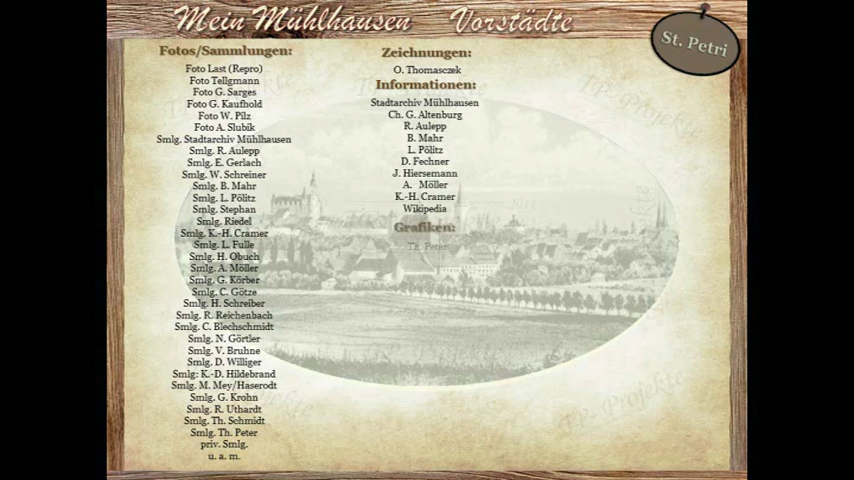 Mein Mühlhausen Vorstädte
St. Petri
Fotos/Sammlungen:
Foto Last (Repro)
Foto Tellgmann
Foto G. Sarges
Foto G. Kaufhold
Foto W. Pilz
Foto A. Slubik
Smlg. Stadtarchiv Mühlhausen
Smlg. R. Aulepp
Smlg. E. Gerlach
Smlg. W. Schreiner
Smlg. B. Mahr
Smlg. L. Pölitz
Smlg. Stephan
Smlg. Riedel
Smlg. K.-H. Cramer
Smlg. L. Fulle
Smlg. H. Obuch
Smlg. A. Möller
Smlg. G. Körber
Smlg. C. Götze
Smlg. H. Schreiber
Smlg. R. Reichenbach
Smlg. C. Blechschmidt
Smlg. N. Görtler
Smlg. V. Bruhne
Smlg. D. Williger
Smlg: K.-D. Hildebrand
Smlg. M. Mey/Haserodt
Smlg. G. Krohn
Smlg. R. Uthardt
Smlg. Th. Schmidt
Smlg. Th. Peter
priv. Smlg.
u. a. m.
Zeichnungen:
O. Thomasczek
Informationen:
Stadtarchiv Mühlhausen
Ch. G. Altenburg
R. Aulepp
B. Mahr
L. Pölitz
D. Fechner
J. Hiersemann
A. Möller
K.-H. Cramer
Wikipedia
Grafiken:
Th. Peter
TP- Projekte
TP- Projekte